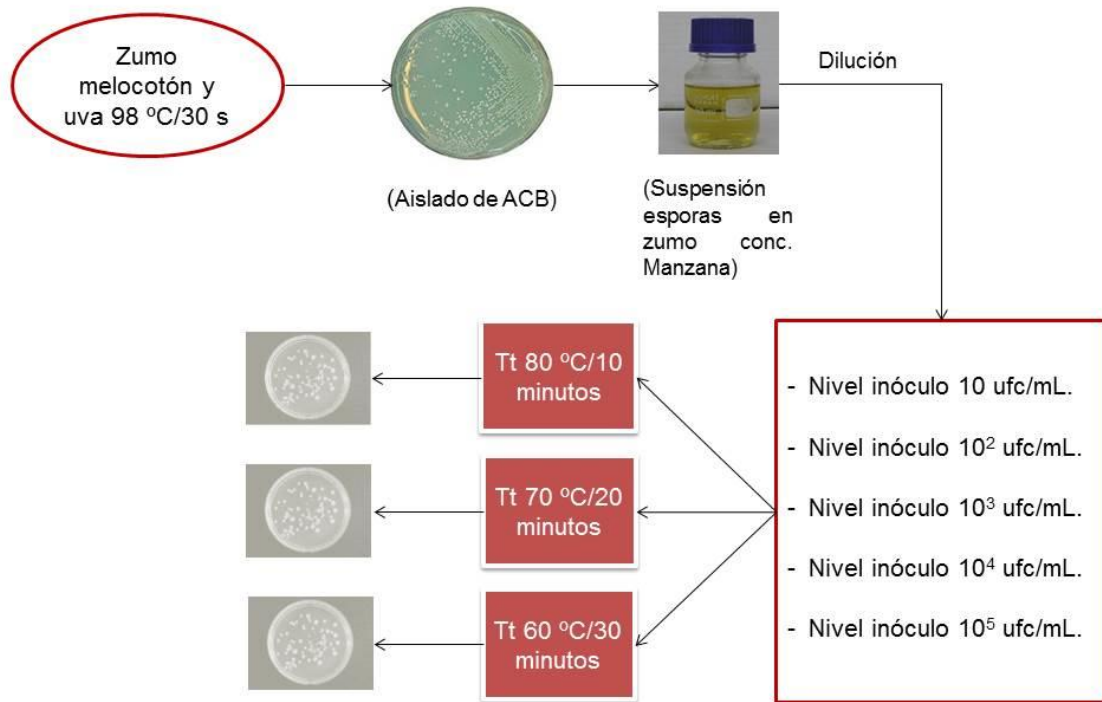 Zumo
melocotón y
uva 98 ºC/30 s
Dilución
(Aislado de ACB)
(Suspensión
esporas en
zumo conc.
Manzana)
Tt 80 ºC/10
minutos
Tt 70 ºC/20
minutos
Tt 60 ºC/30
minutos
- Nivel inóculo 10 ufc/mL.
- Nivel inóculo 10² ufc/mL.
- Nivel inóculo 10³ ufc/mL.
- Nivel inóculo 10⁴ ufc/mL.
- Nivel inóculo 10⁵ ufc/mL.